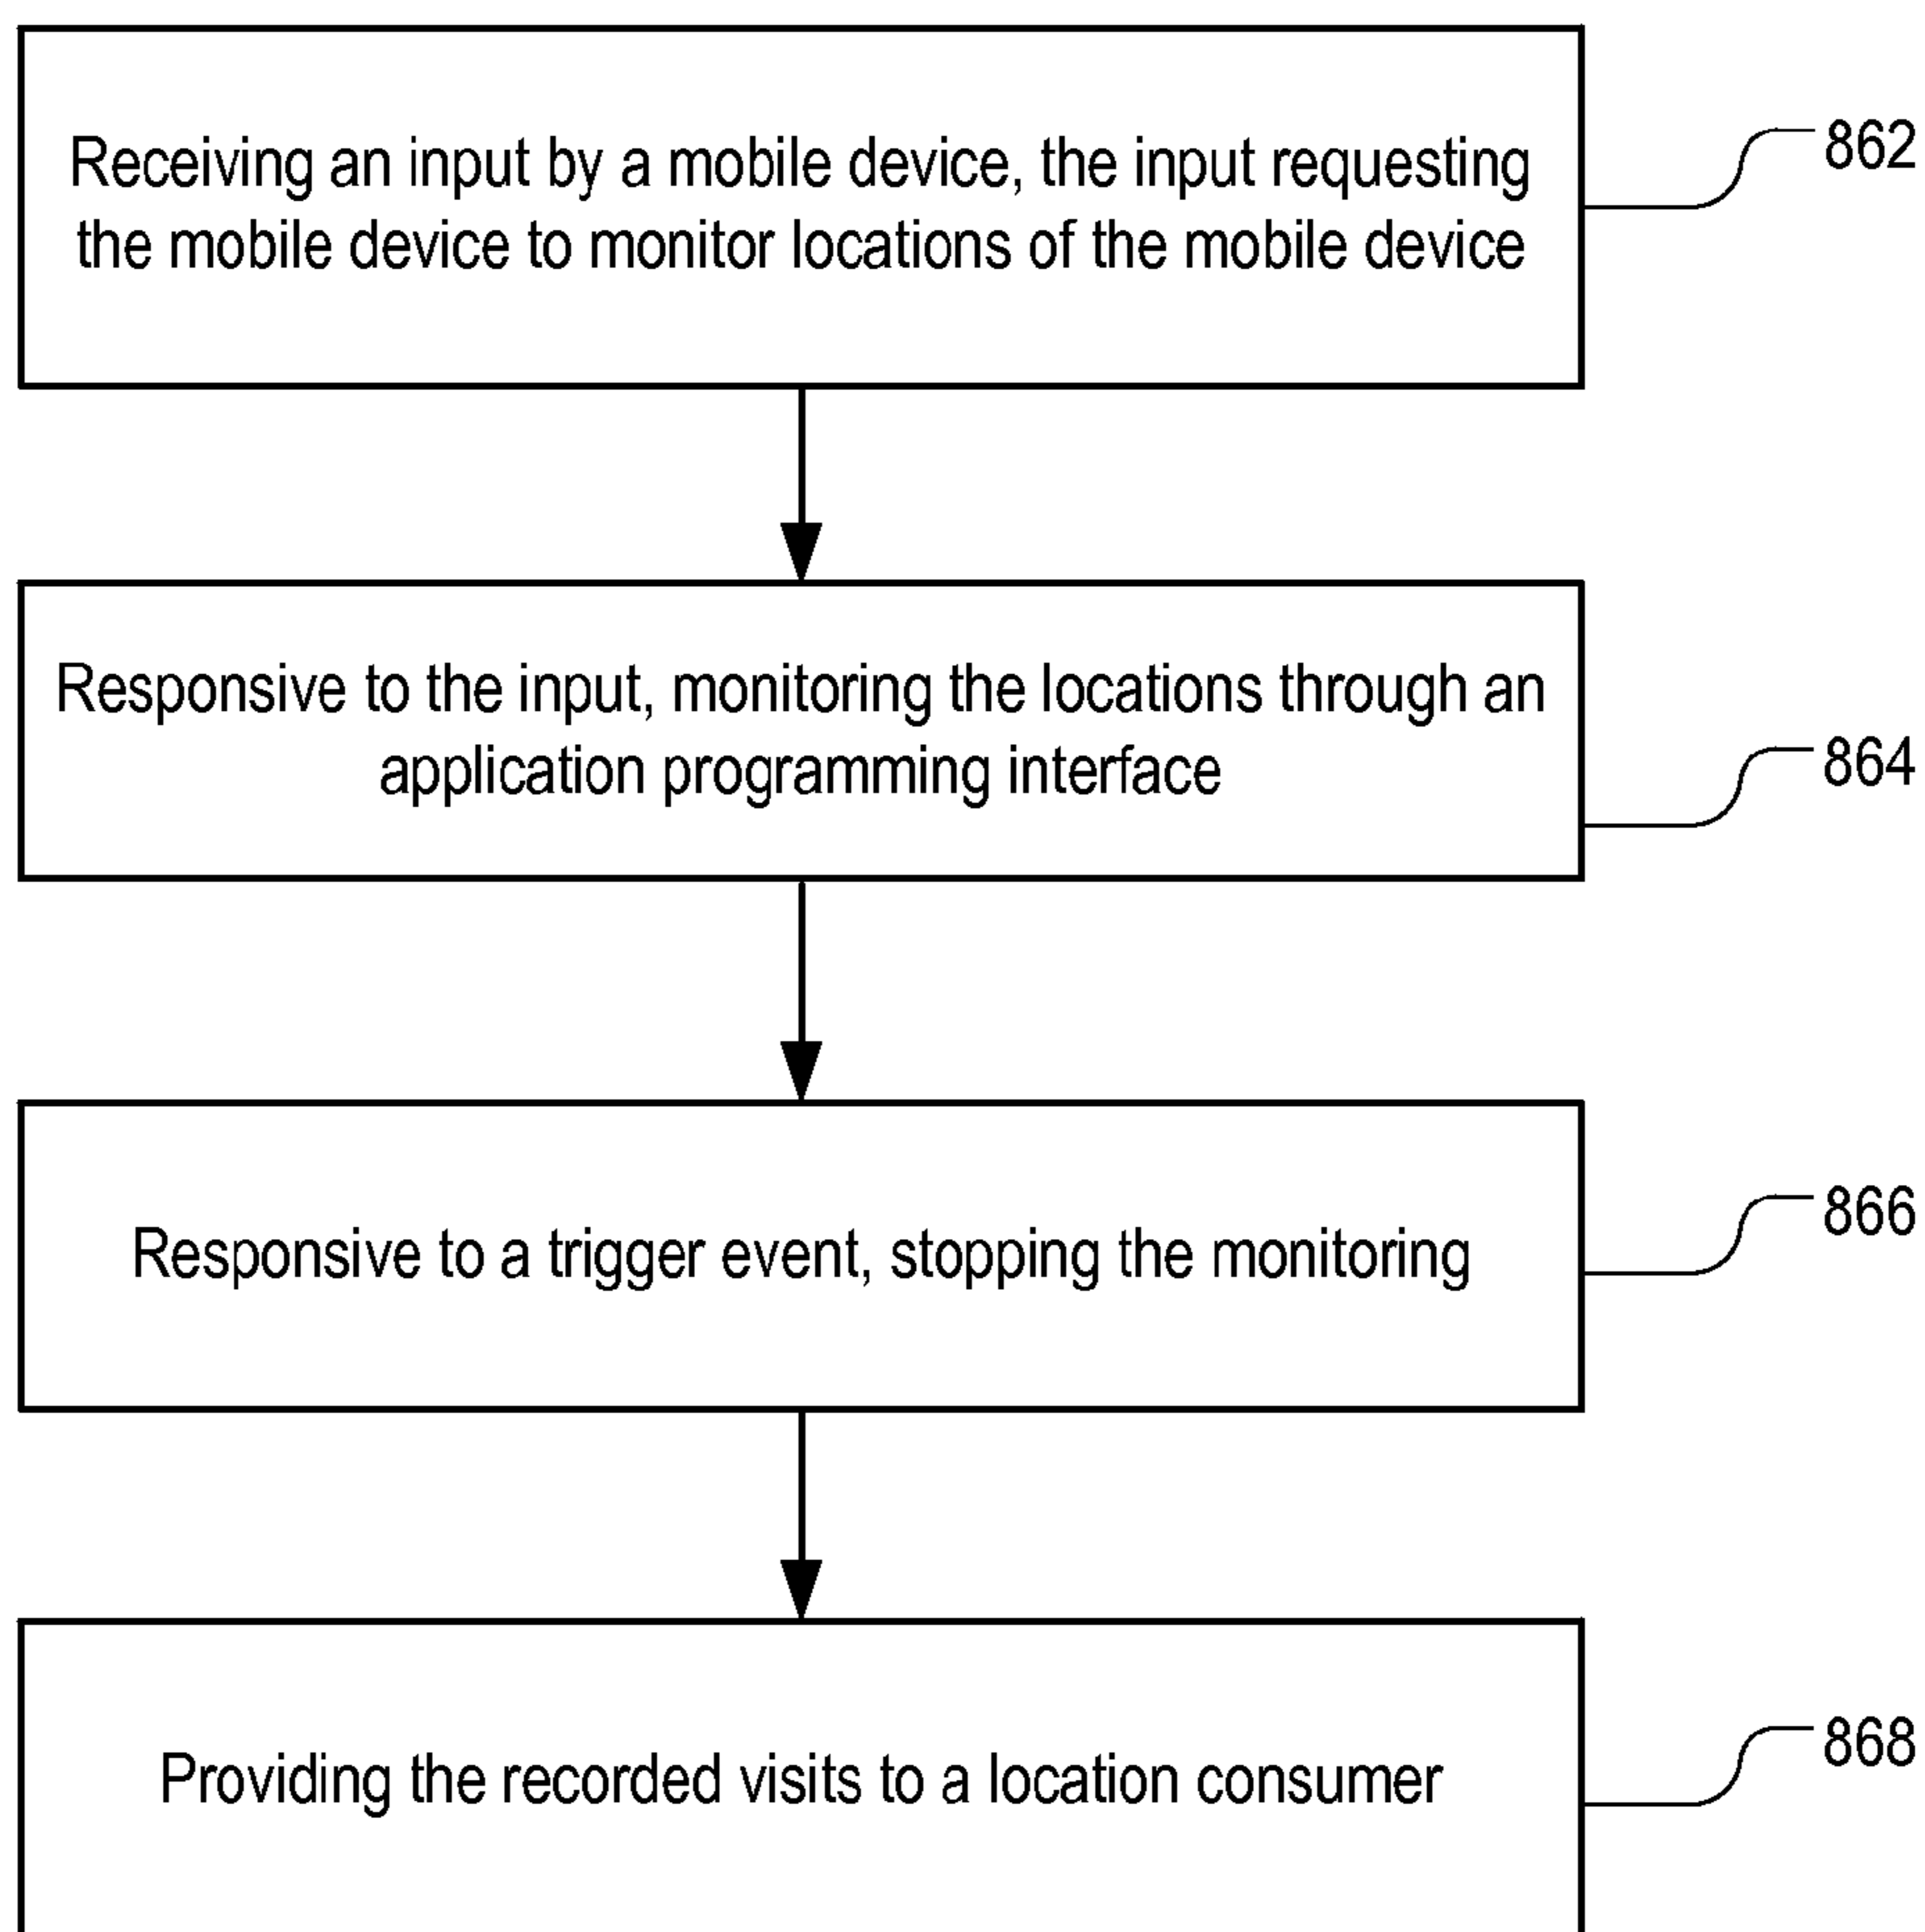 Receiving an input by a mobile device, the input requesting
the mobile device to monitor locations of the mobile device
862
Responsive to the input, monitoring the locations through an
application programming interface
864
Responsive to a trigger event, stopping the monitoring
866
Providing the recorded visits to a location consumer
868